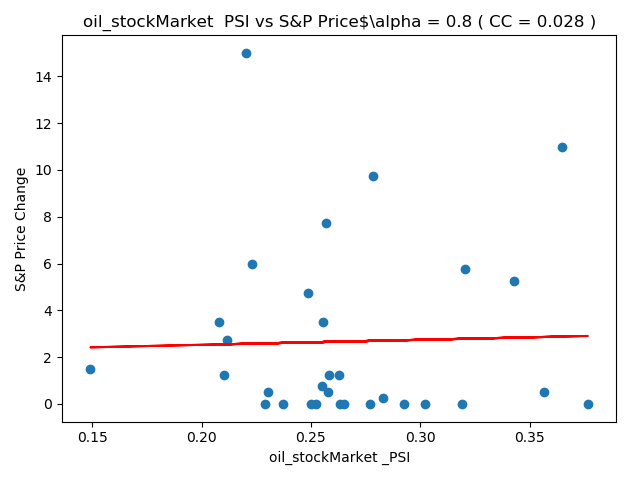 oil_stockMarket  PSI vs S&P Price$\alpha = 0.8 ( CC = 0.028 )
S&P Price Change
14
12
10
8
6
4
2
0
0.15 0.20 0.25 0.30 0.35
oil_stockMarket _PSI